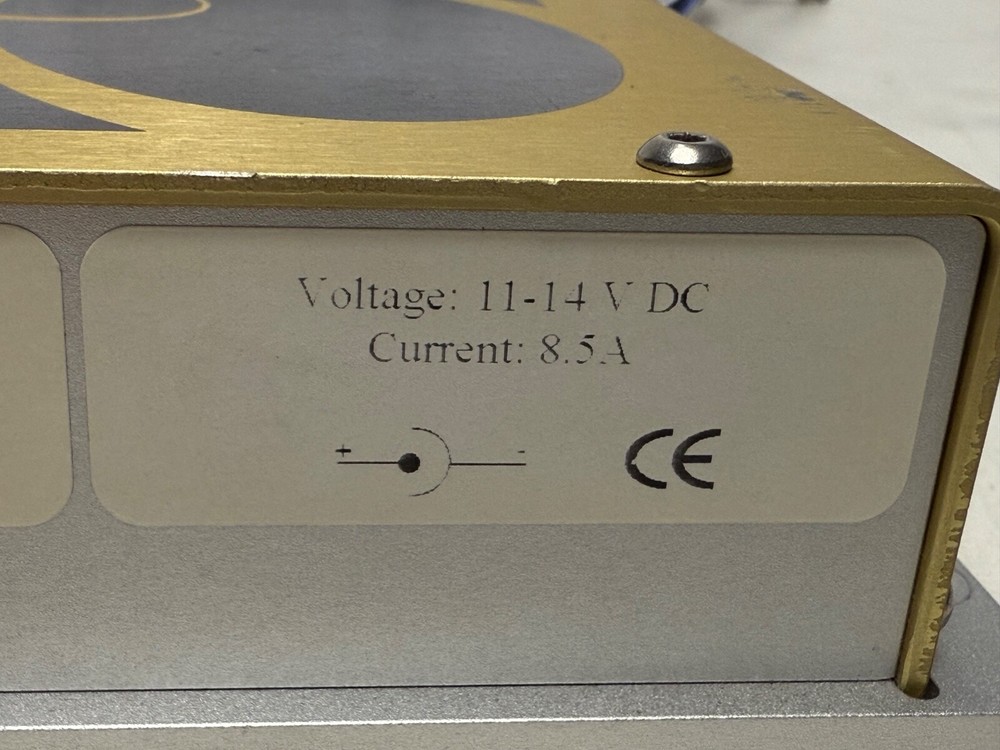 Voltage: 11-14 V DC
Current: 8.5A
+ -
CE